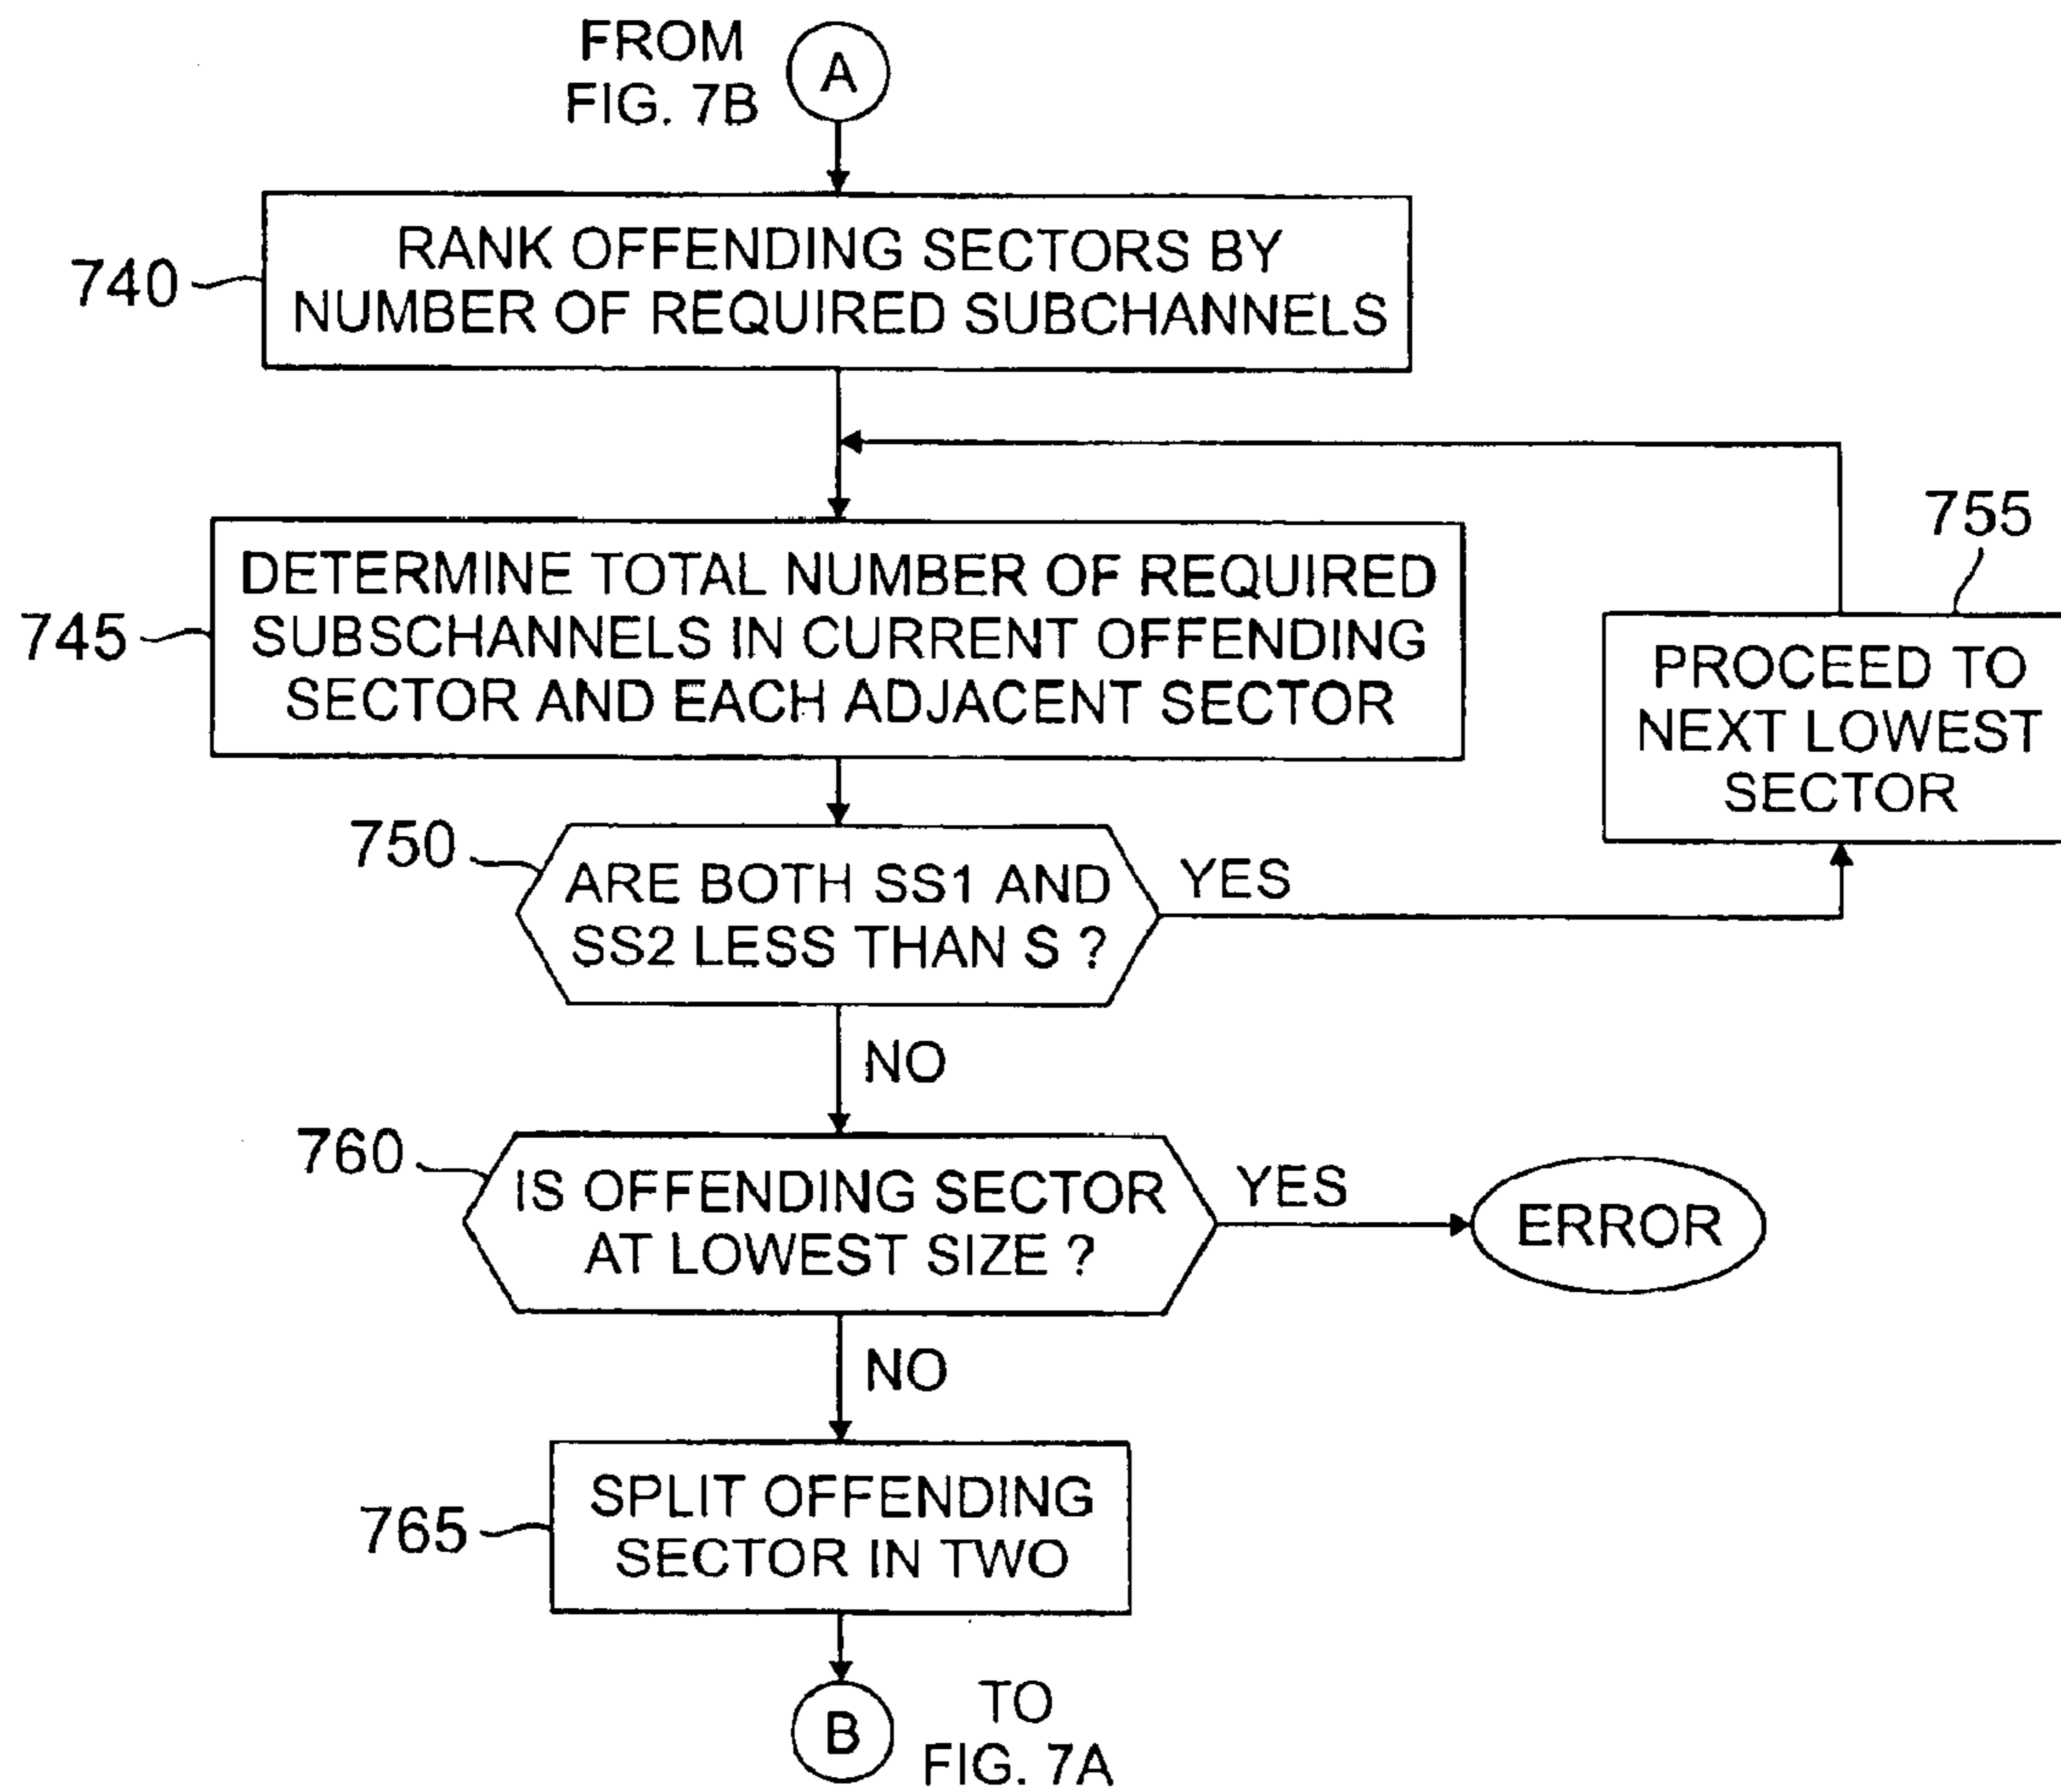 FROM
FIG. 7B
A
740
RANK OFFENDING SECTORS BY
NUMBER OF REQUIRED SUBCHANNELS
745
DETERMINE TOTAL NUMBER OF REQUIRED
SUBSCHANNELS IN CURRENT OFFENDING
SECTOR AND EACH ADJACENT SECTOR
755
PROCEED TO
NEXT LOWEST
SECTOR
750
ARE BOTH SS1 AND
SS2 LESS THAN S ?
YES
NO
760
IS OFFENDING SECTOR
AT LOWEST SIZE ?
YES
ERROR
NO
765
SPLIT OFFENDING
SECTOR IN TWO
B
TO
FIG. 7A